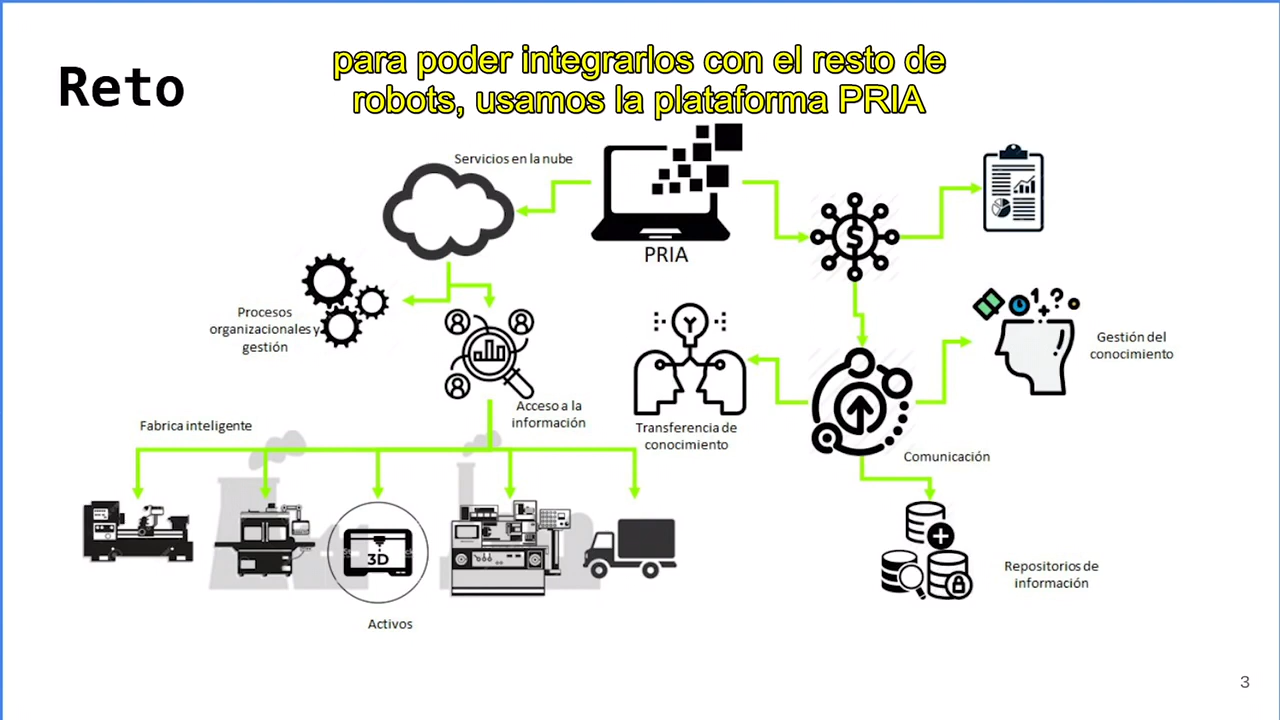 para poder integrarlos con el resto de
robots, usamos la plataforma PRIA
Reto
Servicios en la nube
PRIA
Procesos
organizacionales y
gestión
Gestión del
conocimiento
Acceso a la
información
Transferencia de
conocimiento
Fabrica inteligente
Comunicación
3D
Repositorios de
información
Activos
3